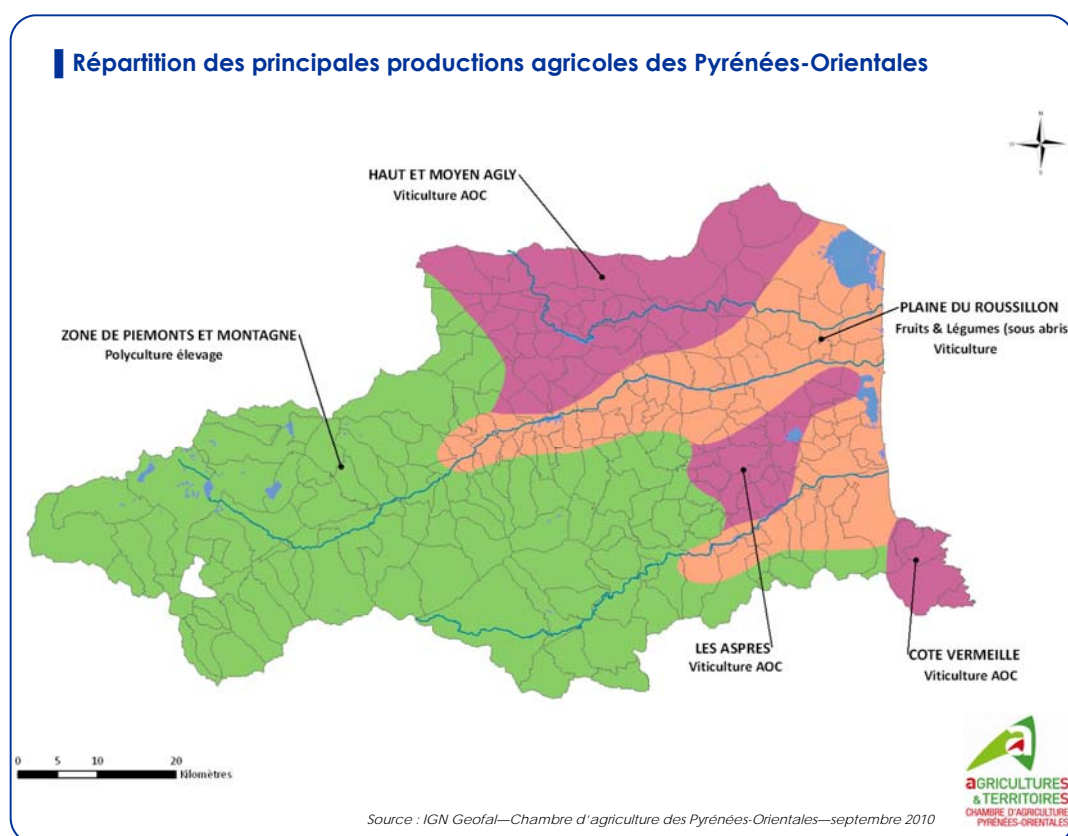 Répartition des principales productions agricoles des Pyrénées-Orientales
N
O
E
S
HAUT ET MOYEN AGLY
Viticulture AOC
PLAINE DU ROUSSILLON
Fruits & Légumes (sous abris
Viticulture
ZONE DE PIEMONTS ET MONTAGNE
Polyculture élevage
LES ASPRES
Viticulture AOC
COTE VERMEILLE
Viticulture AOC
0 5 10 20
Kilomètres
aGRICULTURES
& TERRITOIRES
CHAMBRE D'AGRICULTURE
PYRÉNÉES-ORIENTALES
Source : IGN Geofal—Chambre d'agriculture des Pyrénées-Orientales—septembre 2010